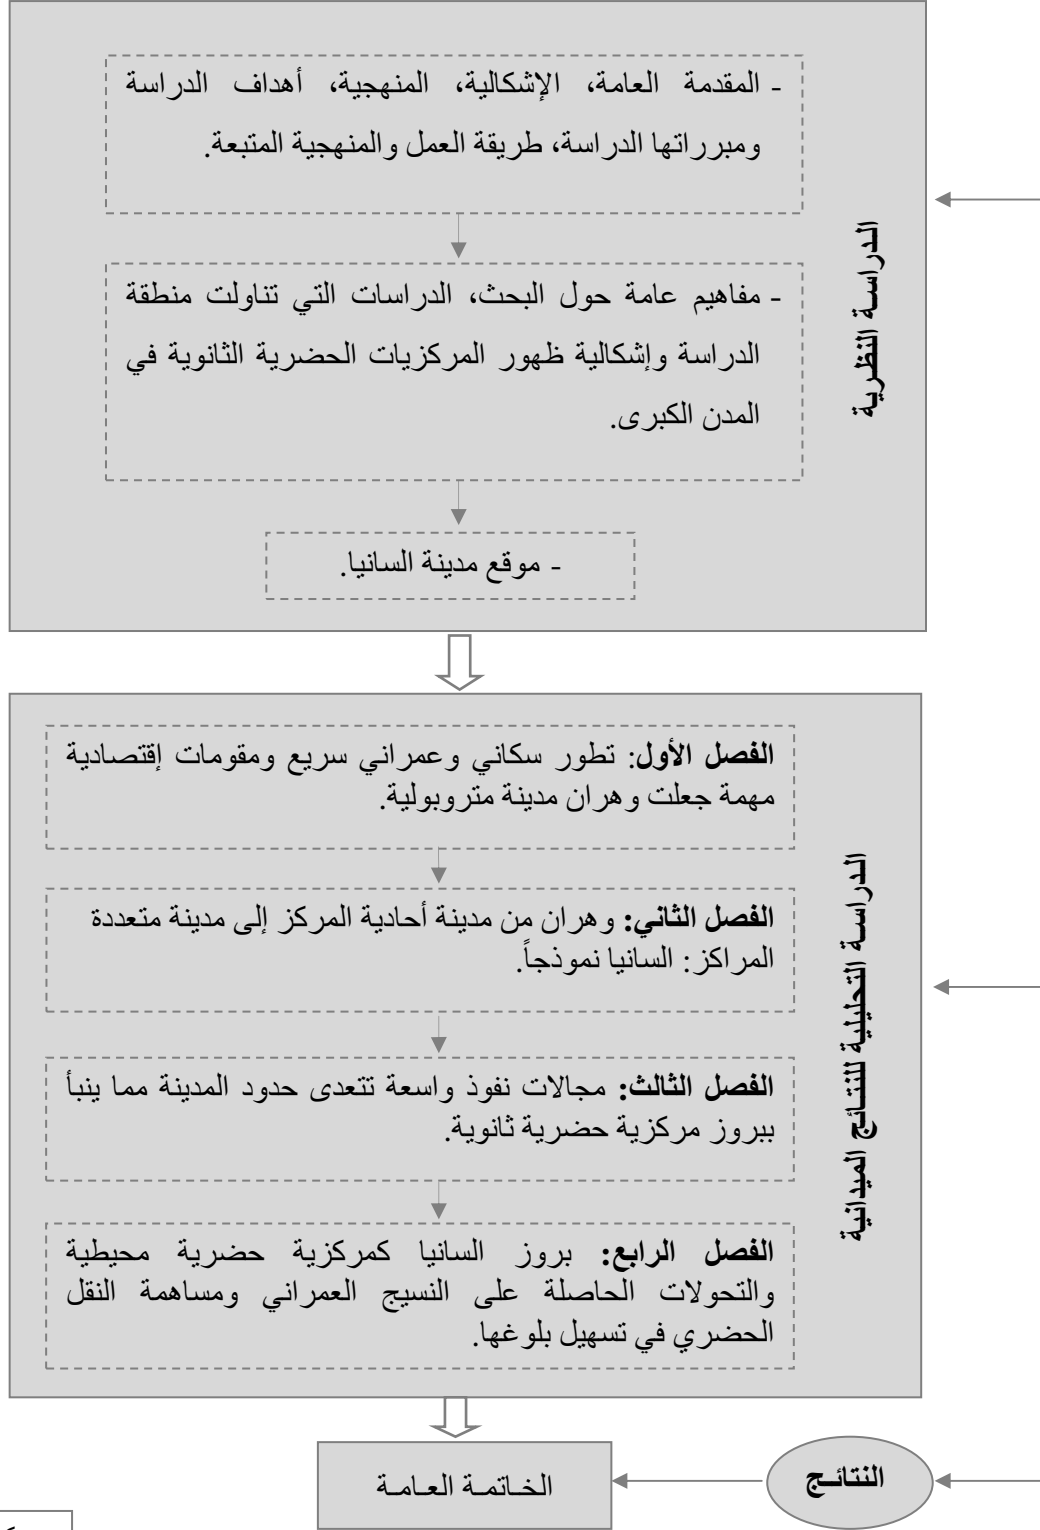 - المقدمة العامة، الإشكالية، المنهجية، أهداف الدراسة
ومبرراتها الدراسة، طريقة العمل والمنهجية المتبعة.
- مفاهيم عامة حول البحث، الدراسات التي تناولت منطقة
الدراسة وإشكالية ظهور المركزيات الحضرية الثانوية في
المدن الكبرى.
- موقع مدينة السانيا.
الدراسة النظرية
الفصل الأول: تطور سكاني وعمراني سريع ومقومات إقتصادية
مهمة جعلت وهران مدينة متروبولية.
الفصل الثاني: وهران من مدينة أحادية المركز إلى مدينة متعددة
المراكز: السانيا نموذجاً.
الفصل الثالث: مجالات نفوذ واسعة تتعدى حدود المدينة مما ينبأ
ببروز مركزية حضرية ثانوية.
الفصل الرابع: بروز السانيا كمركزية حضرية محيطية
والتحولات الحاصلة على النسيج العمراني ومساهمة النقل
الحضري في تسهيل بلوغها.
الدراسة التحليلية للنتائج الميدانية
النتائـج
الخـاتمـة العـامـة